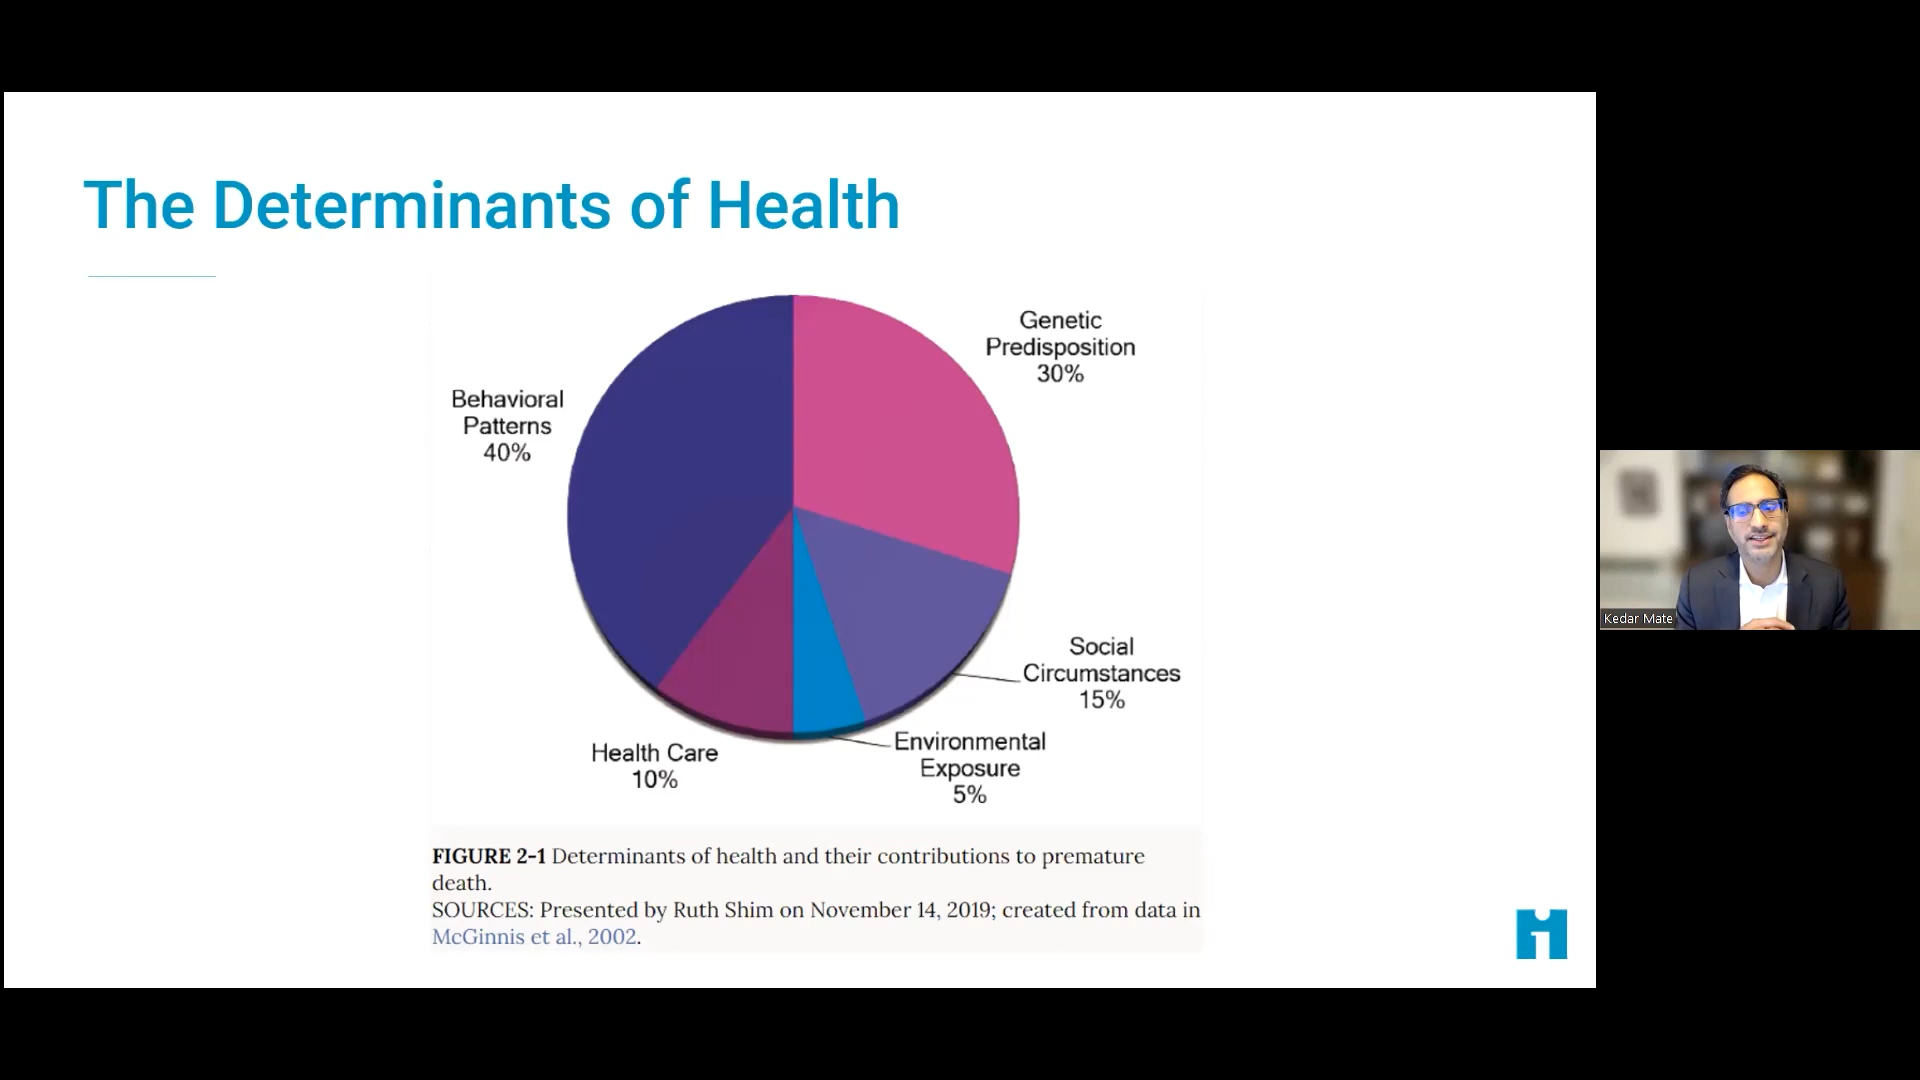 The Determinants of Health
Genetic
Predisposition
30%
Behavioral
Patterns
40%
Social
Circumstances
15%
Environmental
Exposure
5%
Health Care
10%
FIGURE 2-1 Determinants of health and their contributions to premature
death.
SOURCES: Presented by Ruth Shim on November 14, 2019; created from data in
McGinnis et al., 2002.
Kedar Mate